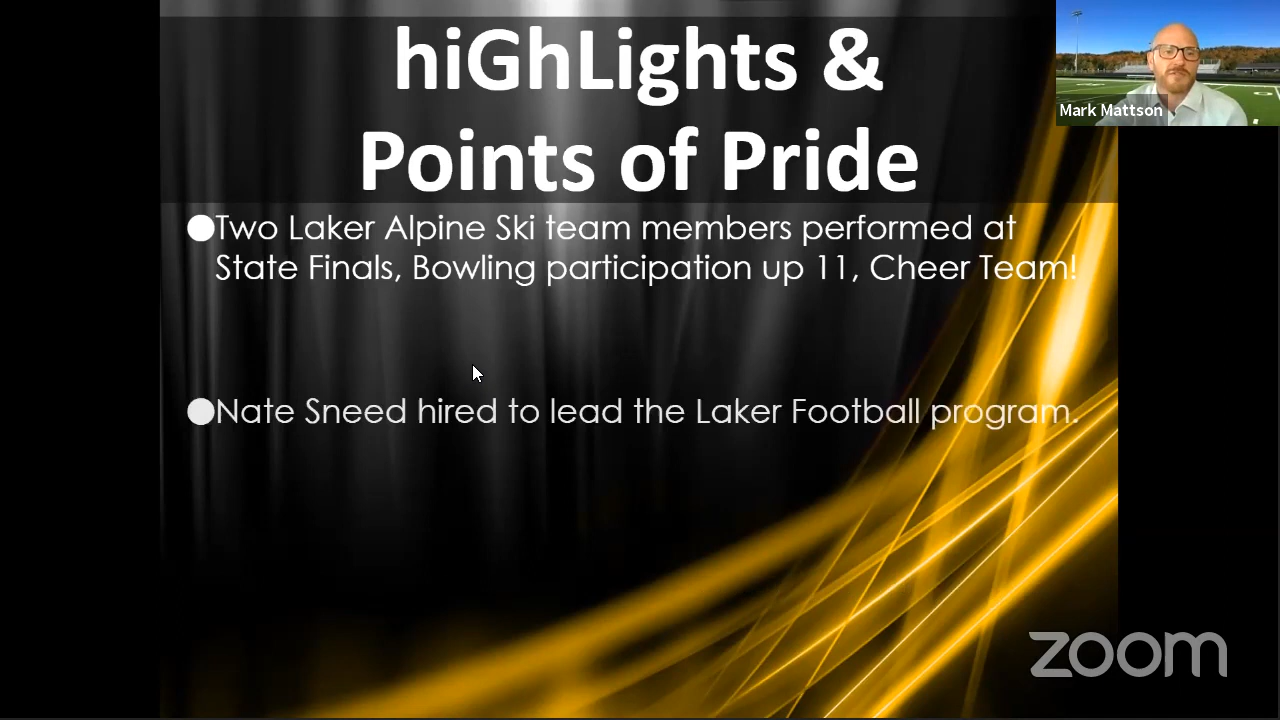 hiGhLights &
Points of Pride
Mark Mattson
●Two Laker Alpine Ski team members performed at
State Finals, Bowling participation up 11, Cheer Team!
●Nate Sneed hired to lead the Laker Football program.
zoom